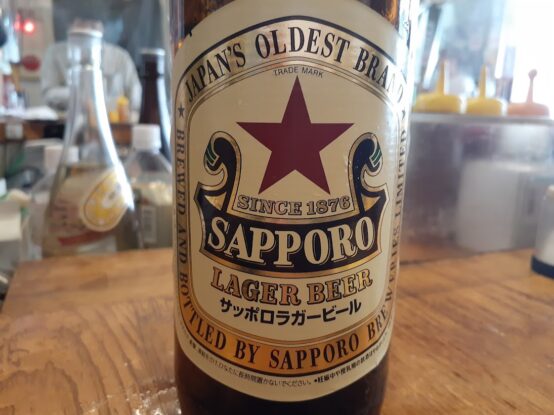 JAPAN'S OLDEST BRAND
TRADE MARK
SINCE 1876
SAPPORO
LAGER BEER
サッポロラガービール
★ BREWED AND BOTTLED BY SAPPORO BREWERIES LIMITED